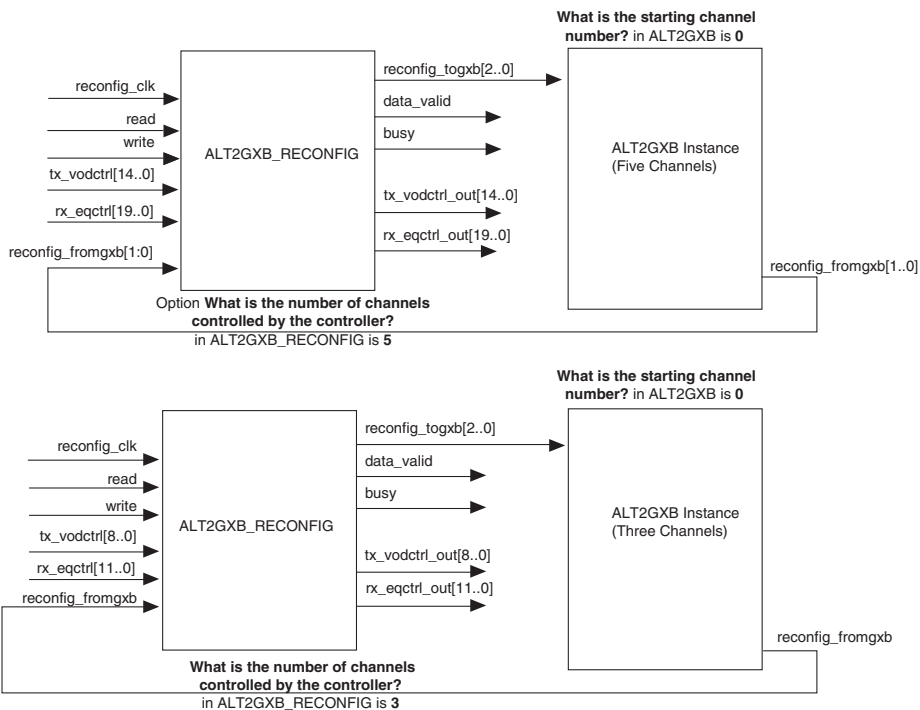 What is the starting channel
number? in ALT2GXB is 0
reconfig_togxb[2..0]
reconfig_clk
data_valid
read
busy
write
ALT2GXB_RECONFIG
ALT2GXB Instance
(Five Channels)
tx_vodctrl[14..0]
tx_vodctrl_out[14..0]
rx_eqctrl[19..0]
rx_eqctrl_out[19..0]
reconfig_fromgxb[1:0]
reconfig_fromgxb[1..0]
Option What is the number of channels
controlled by the controller?
in ALT2GXB_RECONFIG is 5
What is the starting channel
number? in ALT2GXB is 0
reconfig_togxb[2..0]
reconfig_clk
data_valid
read
busy
write
ALT2GXB_RECONFIG
ALT2GXB Instance
(Three Channels)
tx_vodctrl[8..0]
tx_vodctrl_out[8..0]
rx_eqctrl[11..0]
rx_eqctrl_out[11..0]
reconfig_fromgxb
reconfig_fromgxb
What is the number of channels
controlled by the controller?
in ALT2GXB_RECONFIG is 3